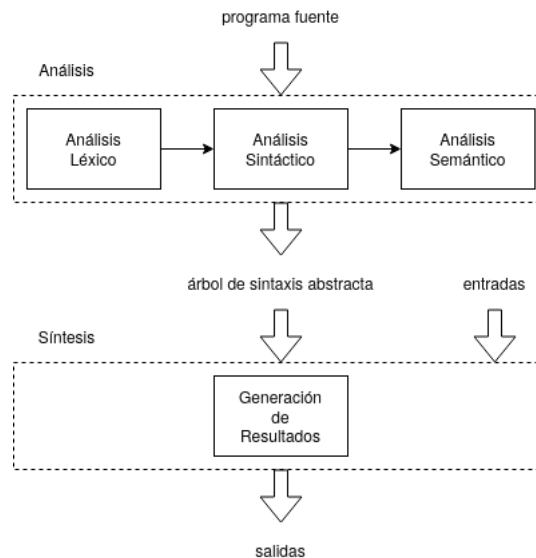 programa fuente
Análisis
Análisis
Léxico
Análisis
Sintáctico
Análisis
Semántico
árbol de sintaxis abstracta
entradas
Síntesis
Generación
de
Resultados
salidas